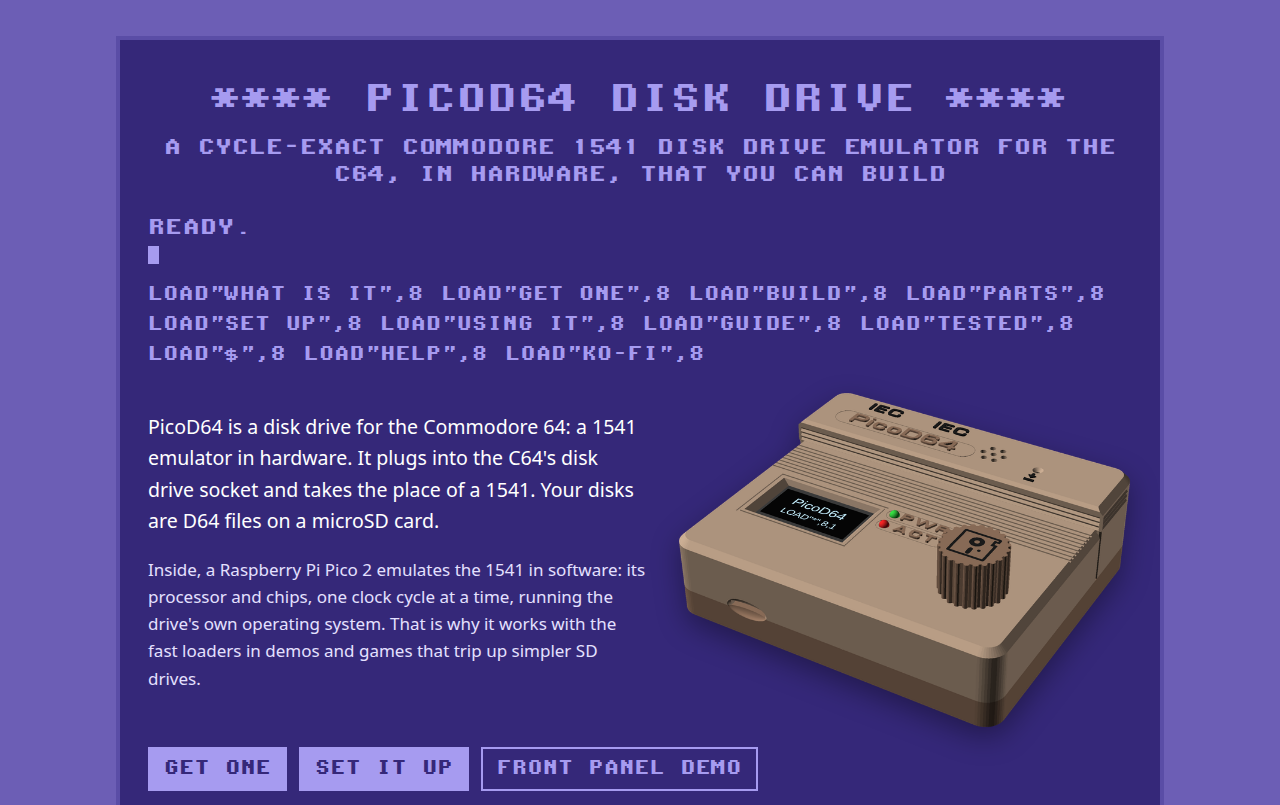 **** PICOD64 DISK DRIVE ****
A CYCLE-EXACT COMMODORE 1541 DISK DRIVE EMULATOR FOR THE
C64, IN HARDWARE, THAT YOU CAN BUILD
READY.
LOAD"WHAT IS IT",8 LOAD"GET ONE",8 LOAD"BUILD",8 LOAD"PARTS",8
LOAD"SET UP",8 LOAD"USING IT",8 LOAD"GUIDE",8 LOAD"TESTED",8
LOAD"$",8 LOAD"HELP",8 LOAD"KO-FI",8
PicoD64 is a disk drive for the Commodore 64: a 1541
emulator in hardware. It plugs into the C64's disk
drive socket and takes the place of a 1541. Your disks
are D64 files on a microSD card.
Inside, a Raspberry Pi Pico 2 emulates the 1541 in software: its
processor and chips, one clock cycle at a time, running the
drive's own operating system. That is why it works with the
fast loaders in demos and games that trip up simpler SD
drives.
IEC IEC
PicoD64
PicoD64
LOAD"*",8,1
PWR
ACT
GET ONE
SET IT UP
FRONT PANEL DEMO